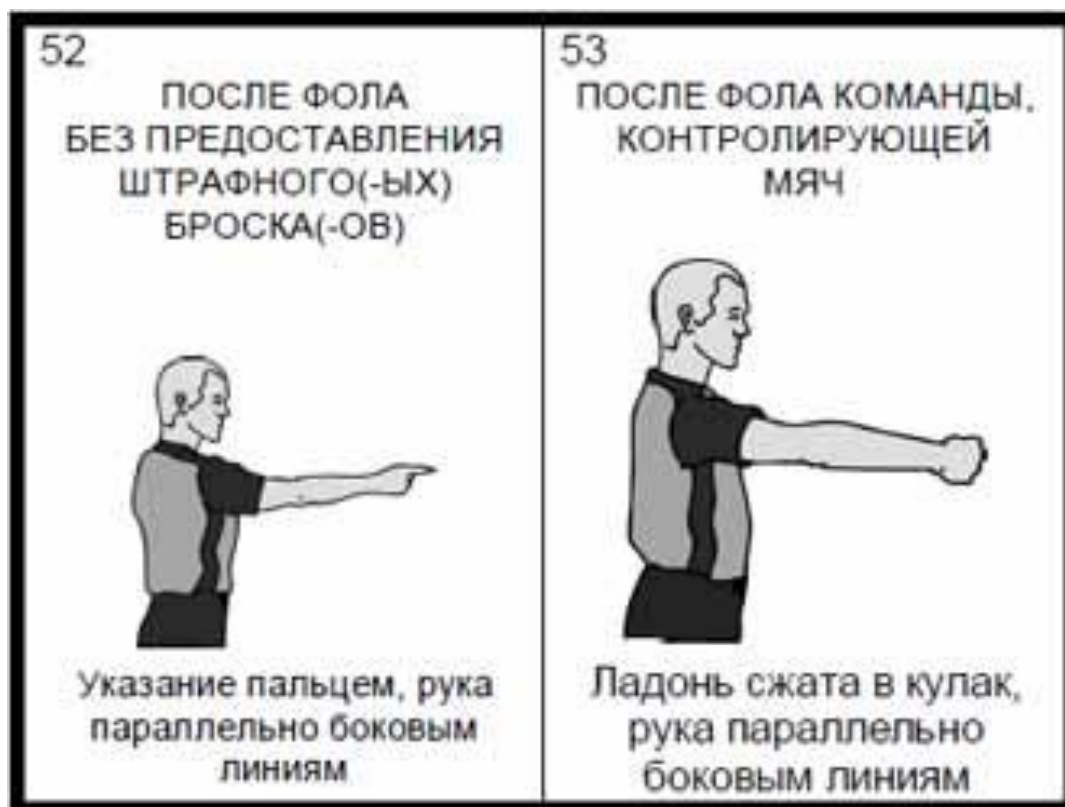 52
ПОСЛЕ ФОЛА
БЕЗ ПРЕДОСТАВЛЕНИЯ
ШТРАФНОГО(-ЫХ)
БРОСКА(-ОВ)
Указание пальцем, рука
параллельно боковым
линиям
53
ПОСЛЕ ФОЛА КОМАНДЫ,
КОНТРОЛИРУЮЩЕЙ
МЯЧ
Ладонь сжата в кулак,
рука параллельно
боковым линиям